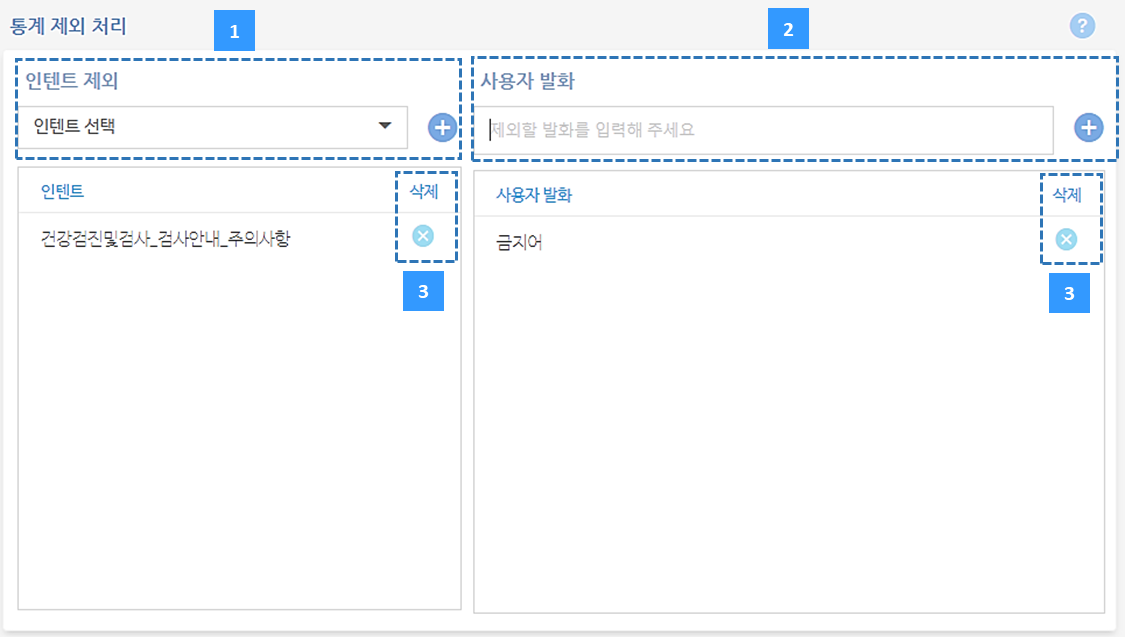 통계 제외 처리
1
2
?
인텐트 제외
사용자 발화
인텐트 선택
제외할 발화를 입력해 주세요
인텐트 삭제
사용자 발화 삭제
건강검진및검사_검사안내_주의사항
금지어
3
3